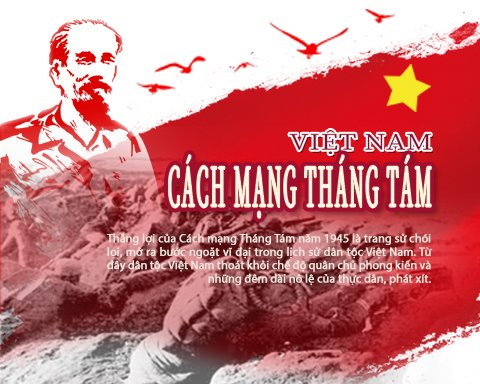 VIỆT NAM
CÁCH MẠNG THÁNG TÁM
Thắng lợi của Cách mạng Tháng Tám năm 1945 là trang sử chói
lọi, mở ra bước ngoặt vĩ đại trong lịch sử dân tộc Việt Nam. Từ
đây dân tộc Việt Nam thoát khỏi chế độ quân chủ phong kiến và
những đêm dài nô lệ của thực dân, phát xít.